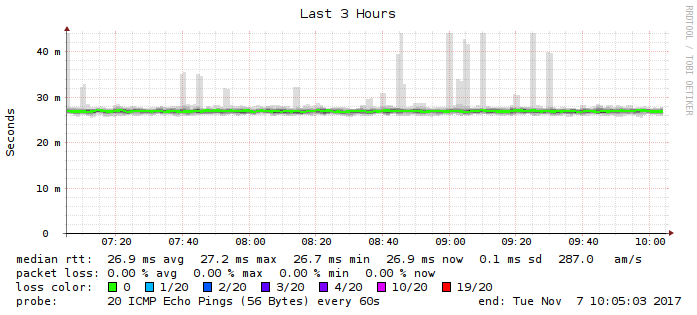 Last 3 Hours
RRDTOOL / TOBI OETIKER
Seconds
40 m
30 m
20 m
10 m
0
07:20 07:40 08:00 08:20 08:40 09:00 09:20 09:40 10:00
median rtt: 26.9 ms avg 27.2 ms max 26.7 ms min 26.9 ms now 0.1 ms sd 287.0 am/s
packet loss: 0.00 % avg 0.00 % max 0.00 % min 0.00 % now
loss color: 0 1/20 2/20 3/20 4/20 10/20 19/20
probe: 20 ICMP Echo Pings (56 Bytes) every 60s end: Tue Nov 7 10:05:03 2017